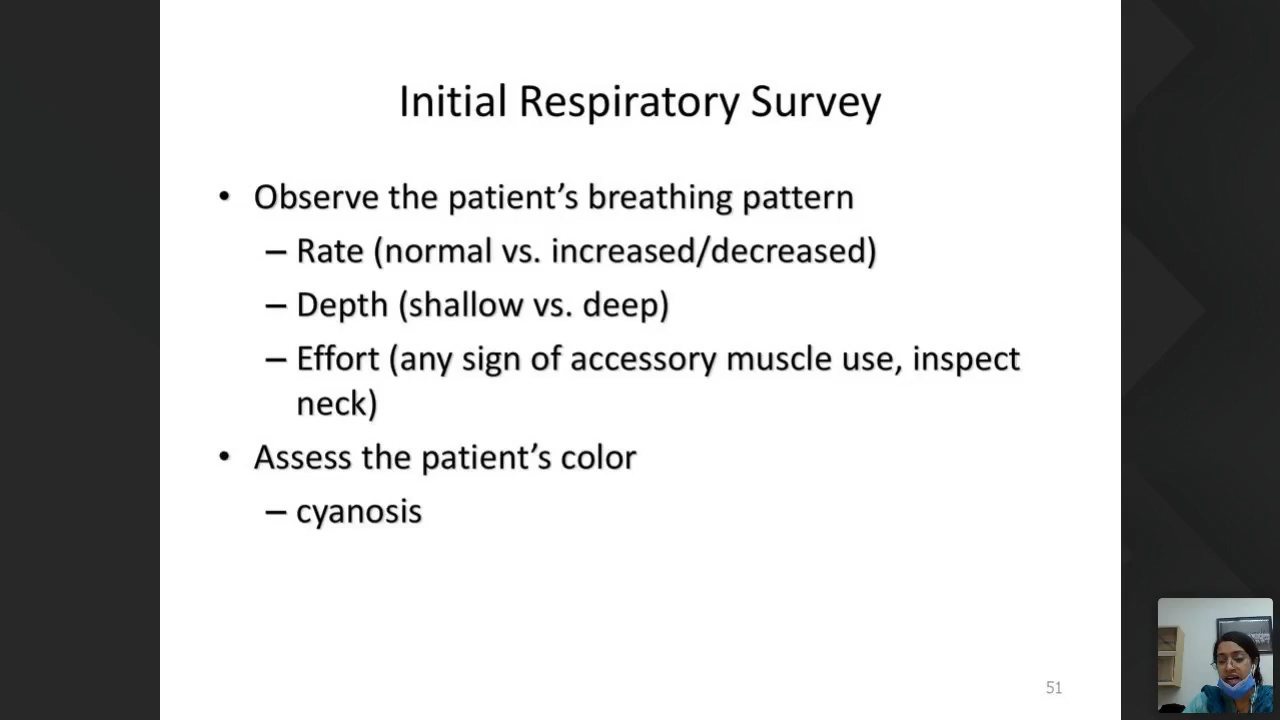 Initial Respiratory Survey
• Observe the patient’s breathing pattern
– Rate (normal vs. increased/decreased)
– Depth (shallow vs. deep)
– Effort (any sign of accessory muscle use, inspect
neck)
• Assess the patient’s color
– cyanosis
51